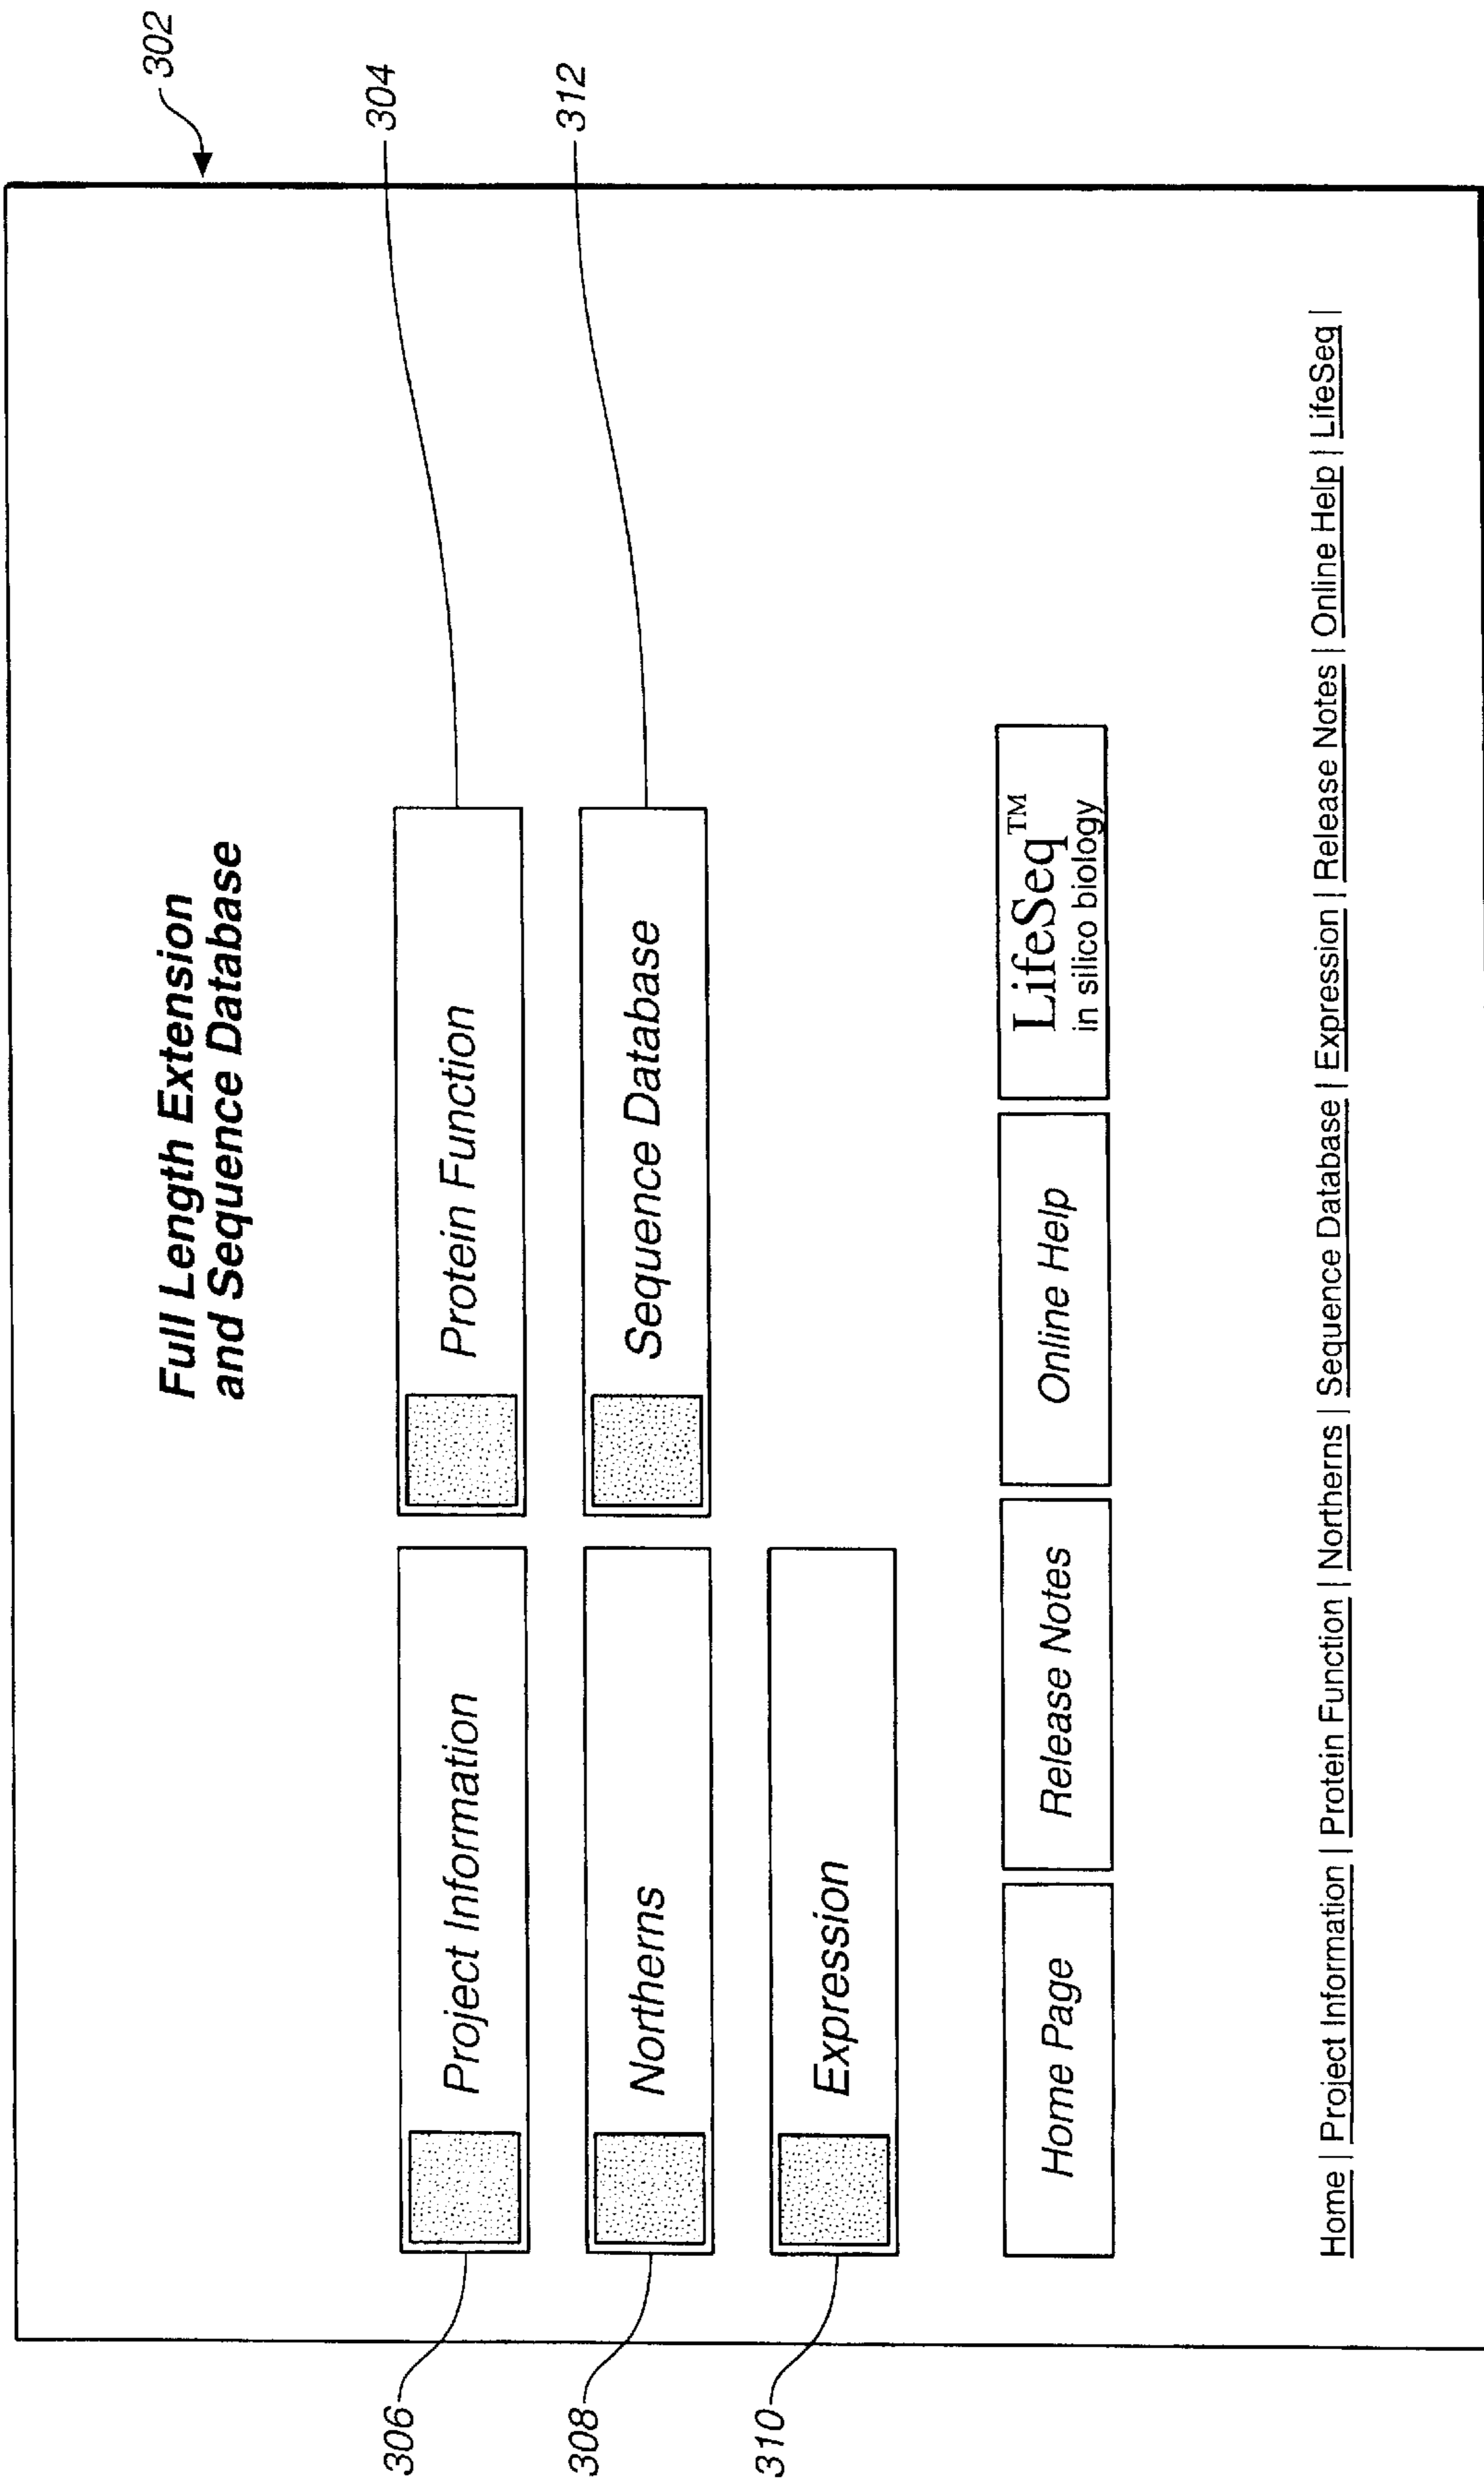 302
Full Length Extension
and Sequence Database
306
Project Information
Protein Function
304
308
Northerns
Sequence Database
312
310
Expression
Home Page
Release Notes
Online Help
LifeSeq™
in silico biology
Home | Project Information | Protein Function | Northerns | Sequence Database | Expression | Release Notes | Online Help | LifeSeq |